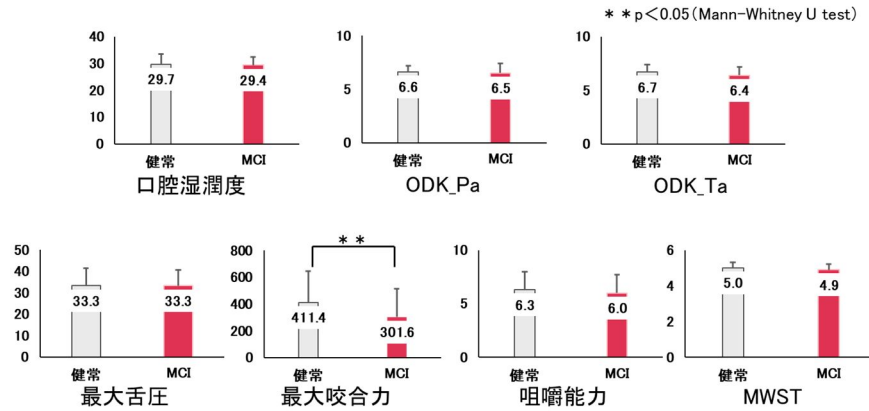 ＊＊p＜0.05(Mann-Whitney U test)
40
30
20
10
0
29.7
29.4
健常
MCI
口腔湿潤度
10
5
0
6.6
6.5
健常
MCI
ODK_Pa
10
5
0
6.7
6.4
健常
MCI
ODK_Ta
50
40
30
20
10
0
33.3
33.3
健常
MCI
最大舌圧
800
600
400
200
0
＊＊
411.4
301.6
健常
MCI
最大咬合力
10
5
0
6.3
6.0
健常
MCI
咀嚼能力
6
4
2
0
5.0
4.9
健常
MCI
MWST